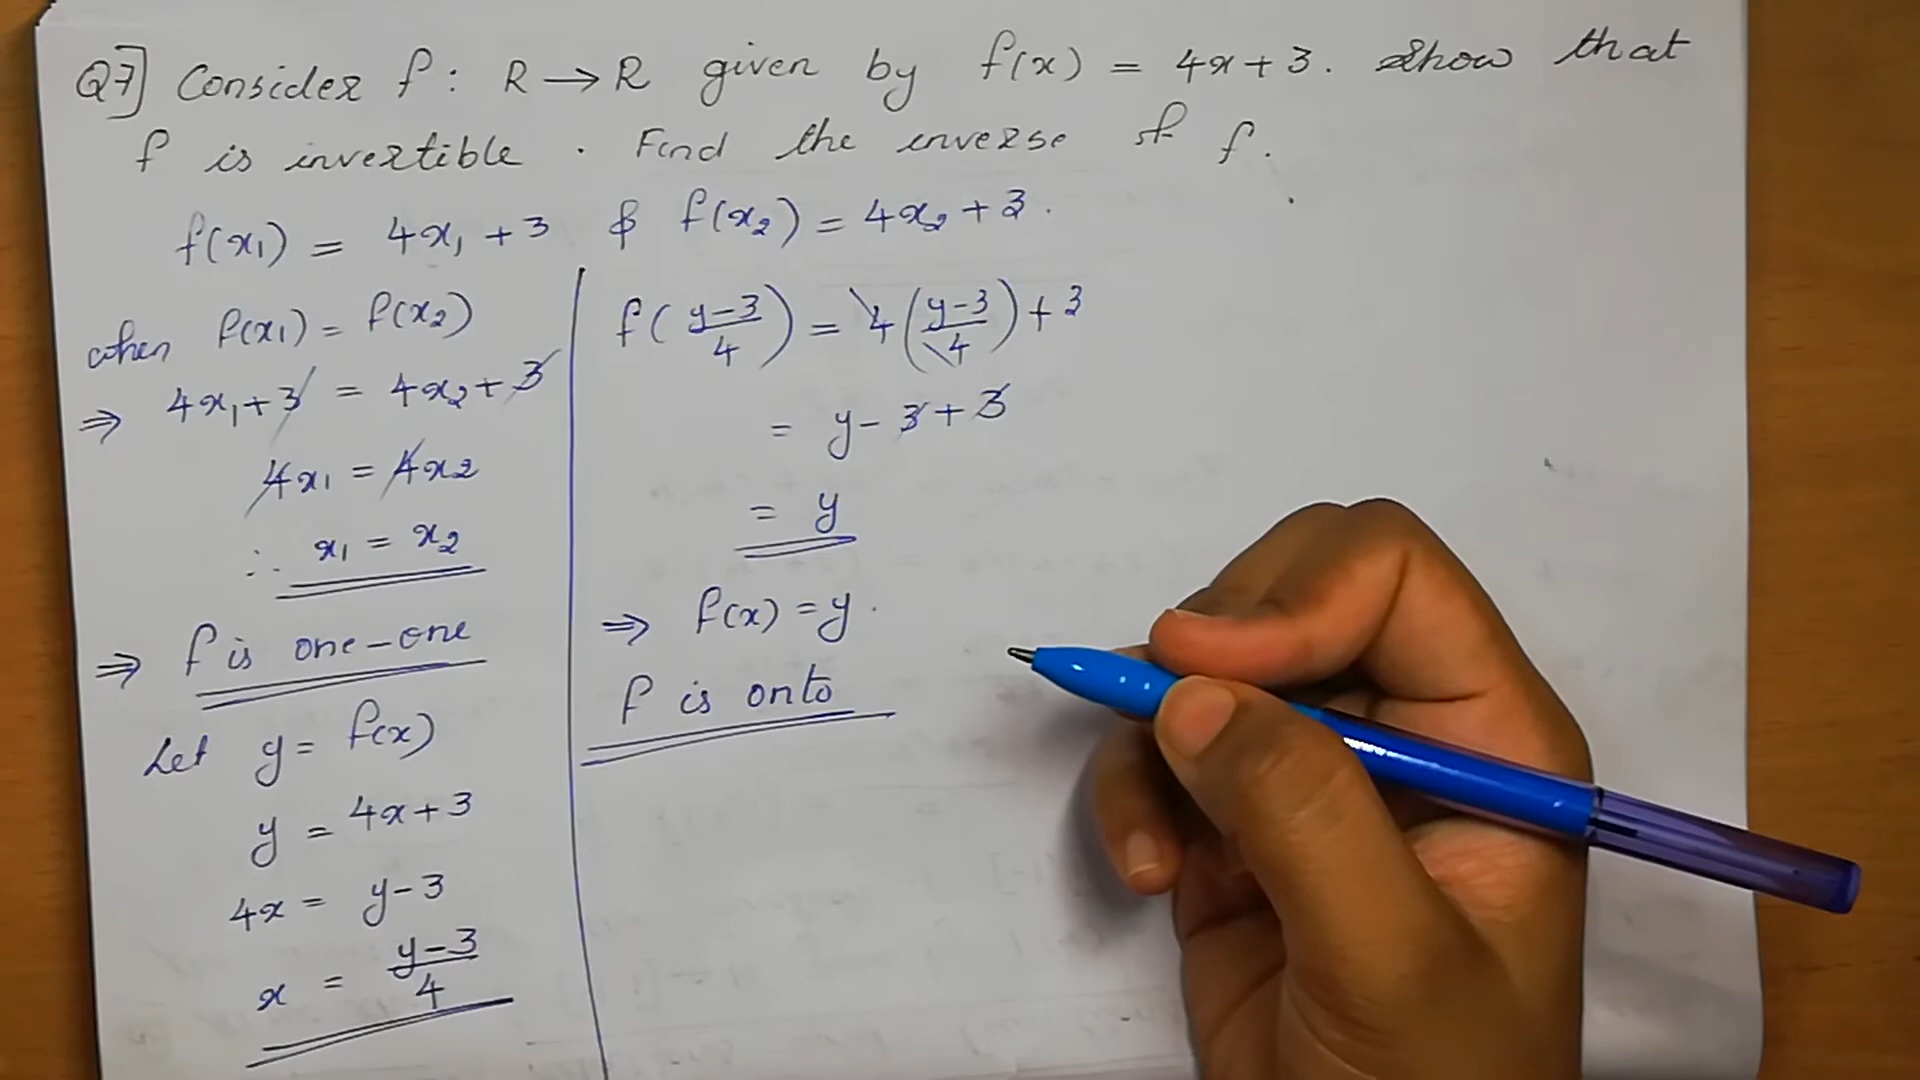 Q7] Consider f : R → R given by f(x) = 4x + 3. Show that
f is invertible. Find the inverse of f.
f(x₁) = 4x₁ + 3 & f(x₂) = 4x₂ + 3.
when f(x₁) = f(x₂)
⇒ 4x₁ + 3 = 4x₂ + 3
4x₁ = 4x₂
∴ x₁ = x₂
⇒ f is one-one
Let y = f(x)
y = 4x + 3
4x = y - 3
x = (y-3)/4
f((y-3)/4) = 4((y-3)/4) + 3
= y - 3 + 3
= y
⇒ f(x) = y.
f is onto